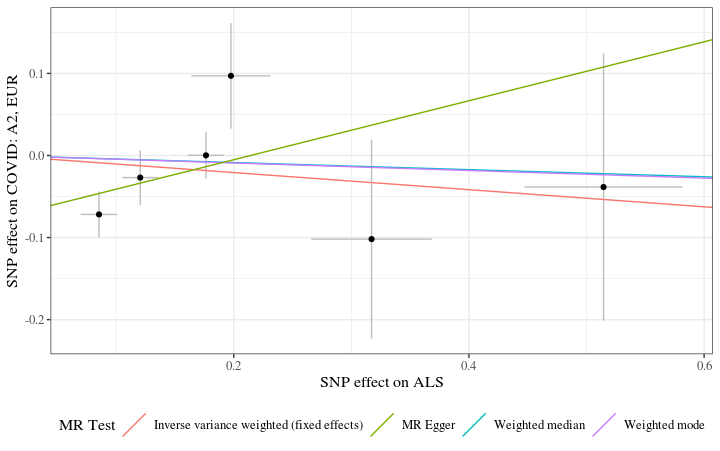 SNP effect on COVID: A2, EUR
0.1
0.0
-0.1
-0.2
0.2
0.4
0.6
SNP effect on ALS
MR Test
Inverse variance weighted (fixed effects)
MR Egger
Weighted median
Weighted mode